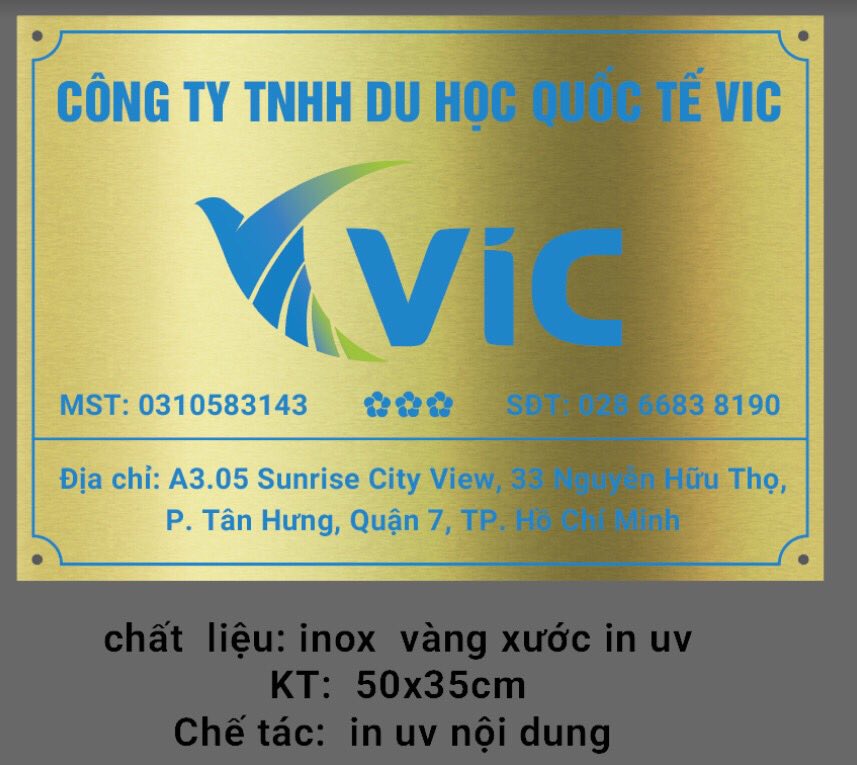 CÔNG TY TNHH DU HỌC QUỐC TẾ VIC
ViC
MST: 0310583143 SĐT: 028 6683 8190
Địa chỉ: A3.05 Sunrise City View, 33 Nguyễn Hữu Thọ,
P. Tân Hưng, Quận 7, TP. Hồ Chí Minh
chất liệu: inox vàng xước in uv
KT: 50x35cm
Chế tác: in uv nội dung